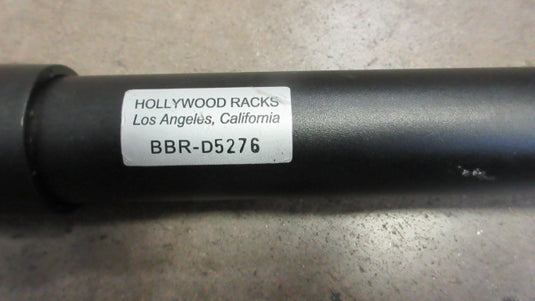 HOLLYWOOD RACKS
Los Angeles, California
BBR-D5276